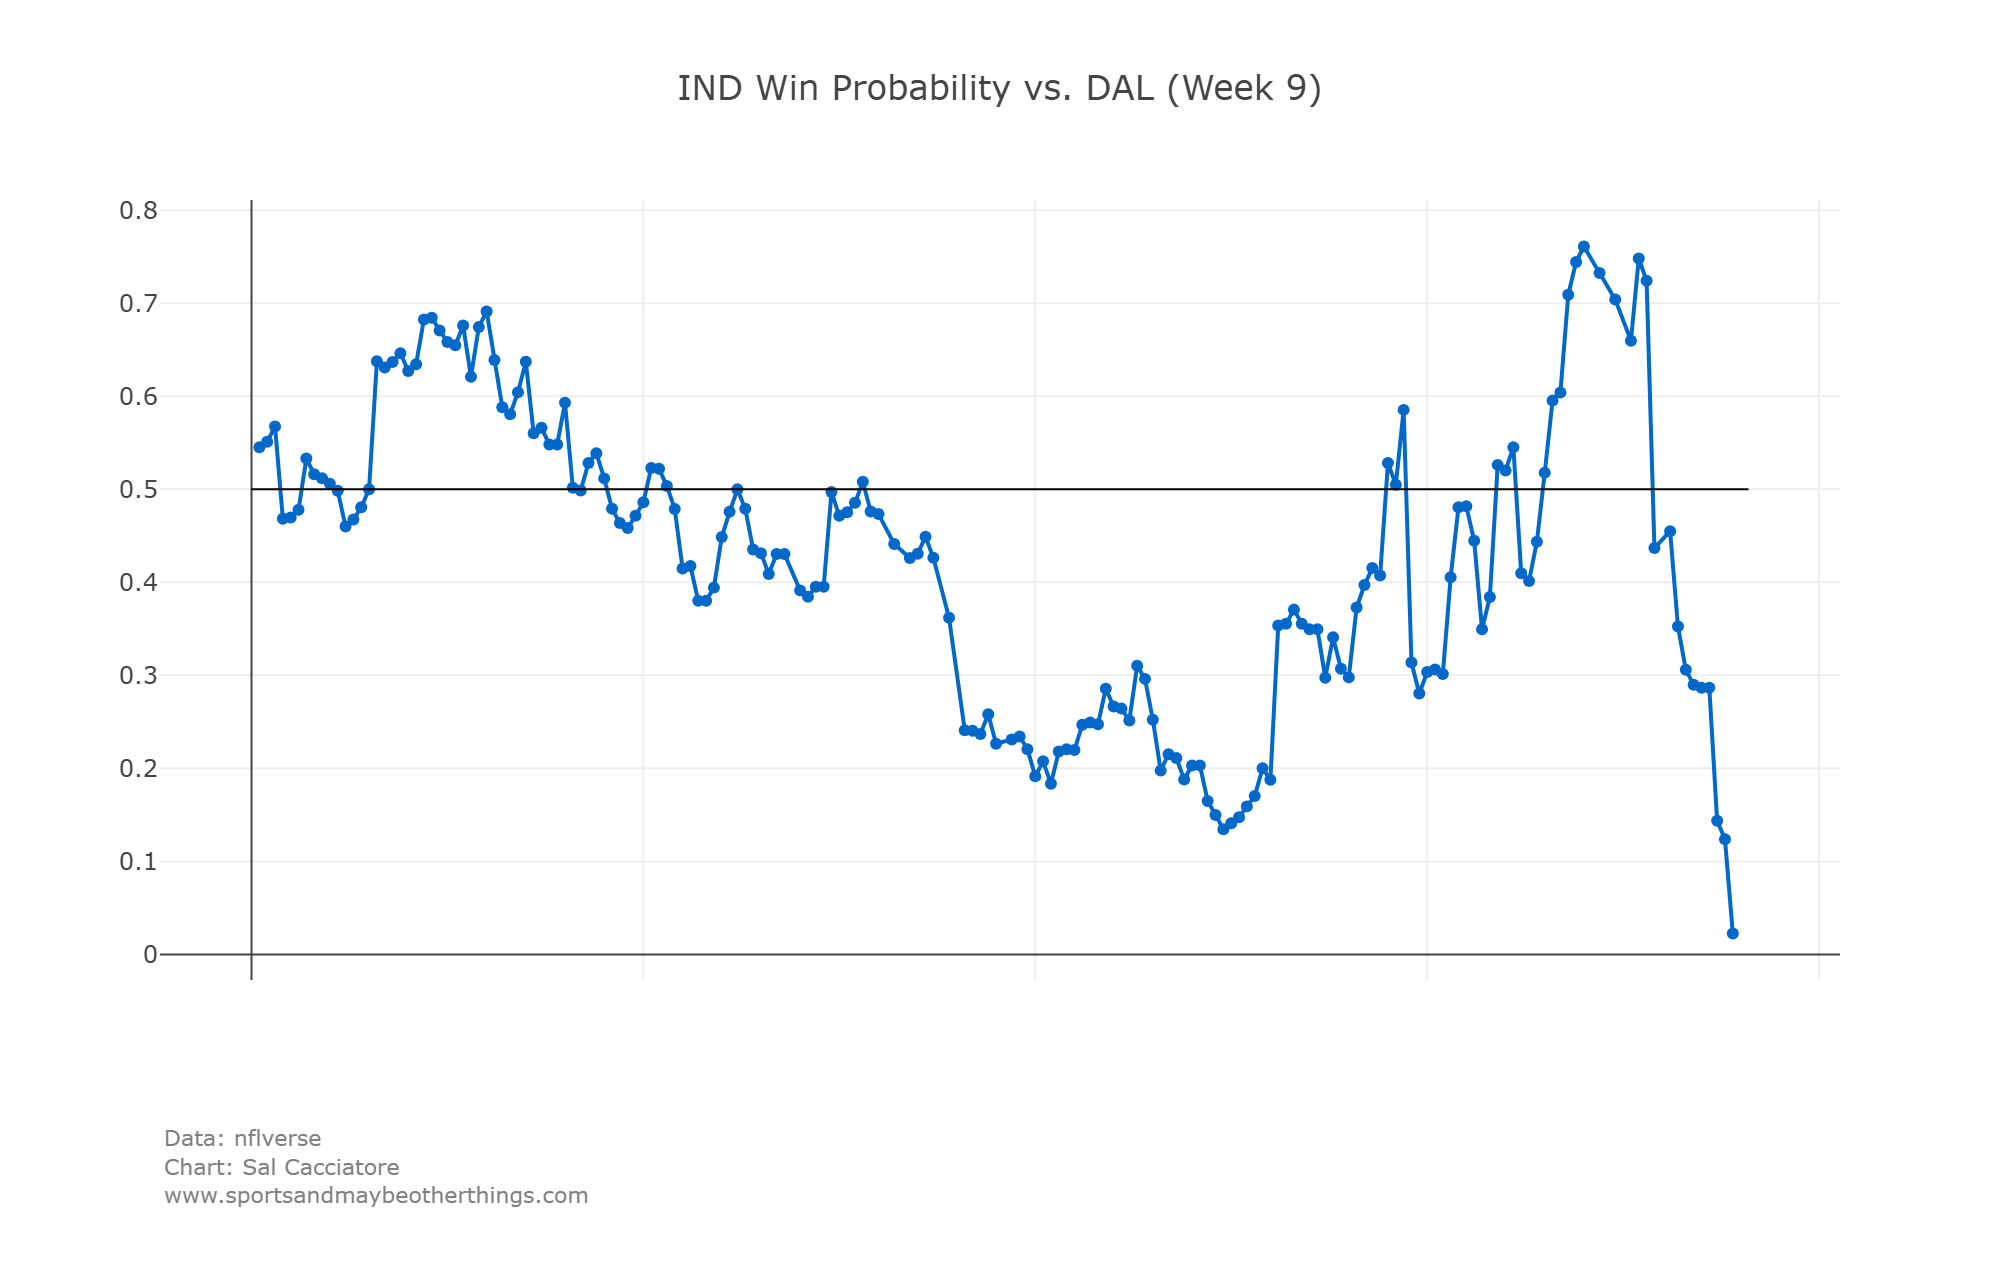 IND Win Probability vs. DAL (Week 9)
0.8
0.7
0.6
0.5
0.4
0.3
0.2
0.1
0
Data: nflverse
Chart: Sal Cacciatore
www.sportsandmaybeotherthings.com